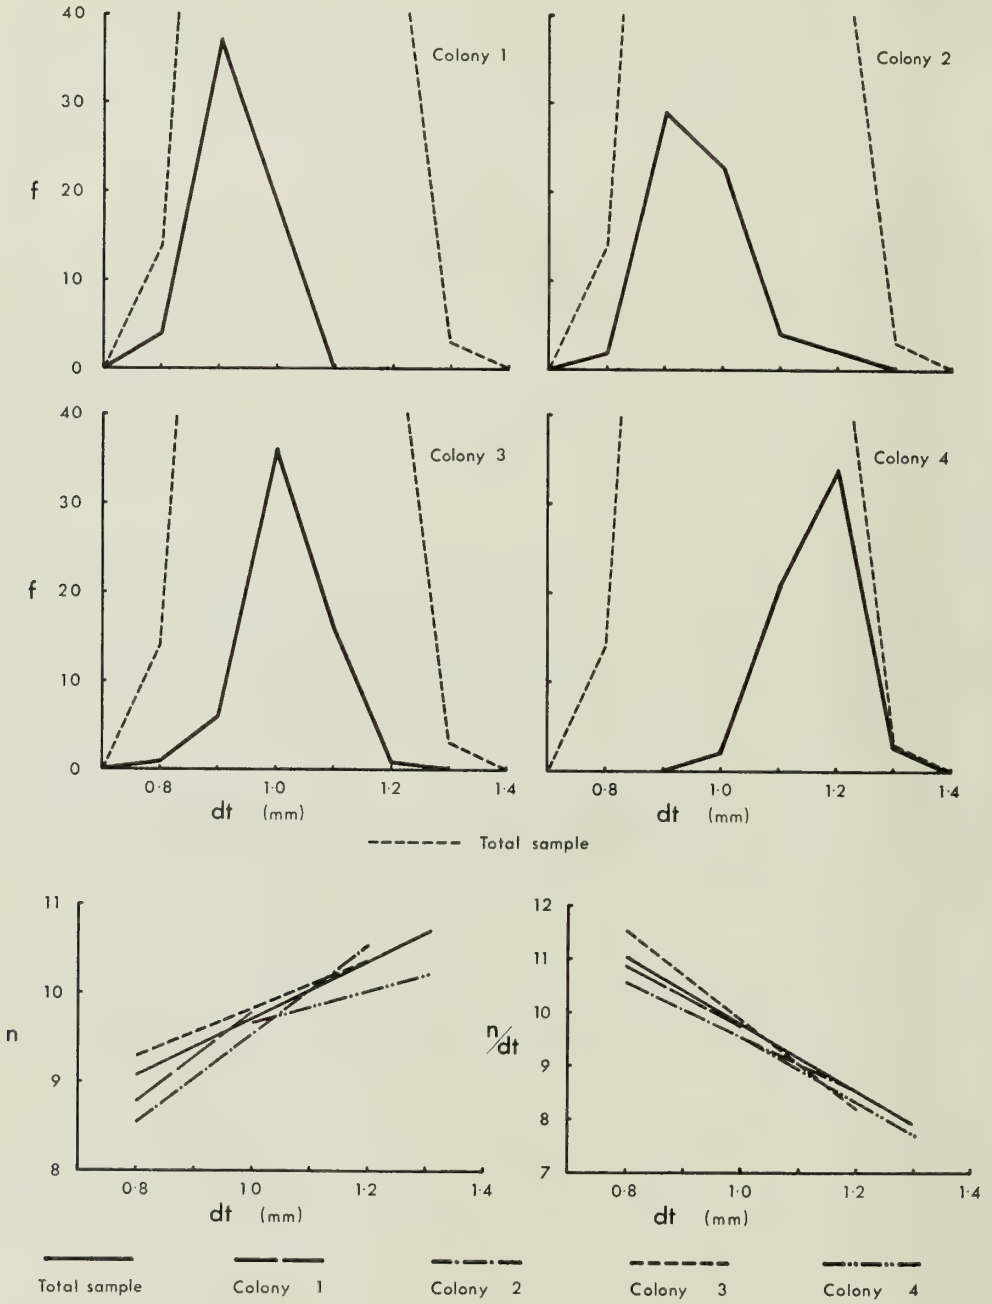 40
30
f 20
10
0
Colony 1
Colony 2
40
30
f 20
10
0
Colony 3
Colony 4
0·8 1·0 1·2 1·4
dt (mm)
0·8 1·0 1·2 1·4
dt (mm)
Total sample
11
10
n
9
8
0·8 1·0 1·2 1·4
dt (mm)
12
11
10
n/dt
9
8
7
0·8 1·0 1·2 1·4
dt (mm)
Total sample Colony 1 Colony 2 Colony 3 Colony 4